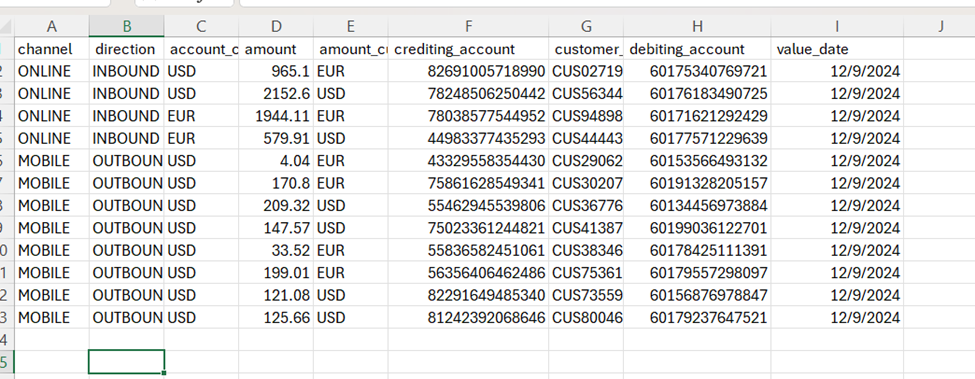 A B C D E F G H I J
channel direction account_c amount amount_cu crediting_account customer_ debiting_account value_date
2 ONLINE INBOUND USD 965.1 EUR 82691005718990 CUS02719 60175340769721 12/9/2024
3 ONLINE INBOUND USD 2152.6 USD 78248506250442 CUS56344 60176183490725 12/9/2024
4 ONLINE INBOUND EUR 1944.11 EUR 78038577544952 CUS94898 60171621292429 12/9/2024
5 ONLINE INBOUND EUR 579.91 USD 44983377435293 CUS44443 60177571229639 12/9/2024
5 MOBILE OUTBOUN USD 4.04 EUR 43329558354430 CUS29062 60153566493132 12/9/2024
7 MOBILE OUTBOUN USD 170.8 EUR 75861628549341 CUS30207 60191328205157 12/9/2024
8 MOBILE OUTBOUN USD 209.32 USD 55462945539806 CUS36776 60134456973884 12/9/2024
9 MOBILE OUTBOUN USD 147.57 USD 75023361244821 CUS41387 60199036122701 12/9/2024
0 MOBILE OUTBOUN USD 33.52 EUR 55836582451061 CUS38346 60178425111391 12/9/2024
1 MOBILE OUTBOUN USD 199.01 EUR 56356406462486 CUS75361 60179557298097 12/9/2024
2 MOBILE OUTBOUN USD 121.08 USD 82291649485340 CUS73559 60156876978847 12/9/2024
3 MOBILE OUTBOUN USD 125.66 USD 81242392068646 CUS80046 60179237647521 12/9/2024
4
5